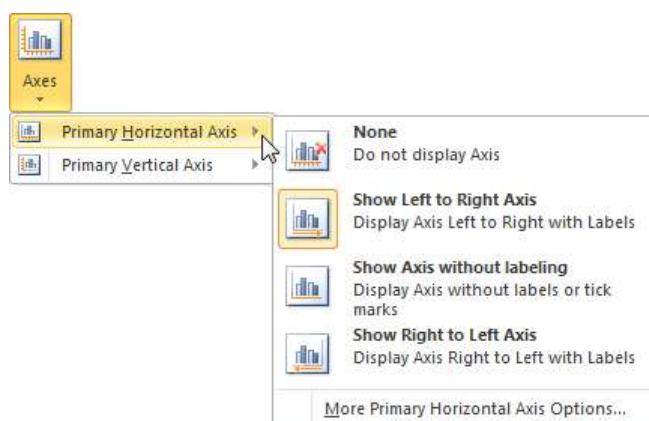 Axes
Primary Horizontal Axis
Primary Vertical Axis
None
Do not display Axis
Show Left to Right Axis
Display Axis Left to Right with Labels
Show Axis without labeling
Display Axis without labels or tick
marks
Show Right to Left Axis
Display Axis Right to Left with Labels
More Primary Horizontal Axis Options...